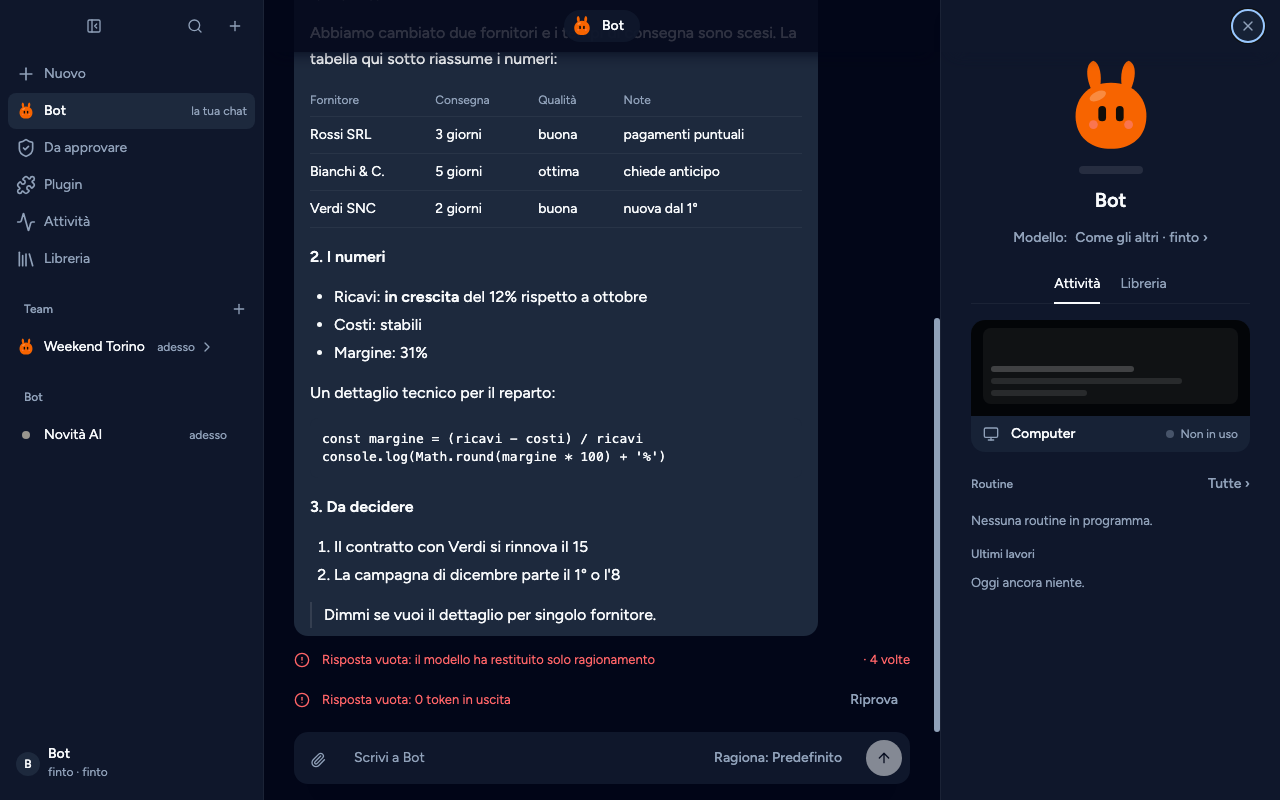 Nuovo
Bot la tua chat
Da approvare
Plugin
Attività
Libreria
Team
Weekend Torino adesso
Bot
Novità AI adesso
B
Bot
finto · finto
Bot
Abbiamo cambiato due fornitori e i t onsegna sono scesi. La
tabella qui sotto riassume i numeri:
Fornitore Consegna Qualità Note
Rossi SRL 3 giorni buona pagamenti puntuali
Bianchi & C. 5 giorni ottima chiede anticipo
Verdi SNC 2 giorni buona nuova dal 1°
2. I numeri
• Ricavi: in crescita del 12% rispetto a ottobre
• Costi: stabili
• Margine: 31%
Un dettaglio tecnico per il reparto:
const margine = (ricavi − costi) / ricavi
console.log(Math.round(margine * 100) + '%')
3. Da decidere
1. Il contratto con Verdi si rinnova il 15
2. La campagna di dicembre parte il 1° o l'8
Dimmi se vuoi il dettaglio per singolo fornitore.
Risposta vuota: il modello ha restituito solo ragionamento · 4 volte
Risposta vuota: 0 token in uscita Riprova
Scrivi a Bot Ragiona: Predefinito
Bot
Modello: Come gli altri · finto ›
Attività Libreria
Computer Non in uso
Routine Tutte ›
Nessuna routine in programma.
Ultimi lavori
Oggi ancora niente.